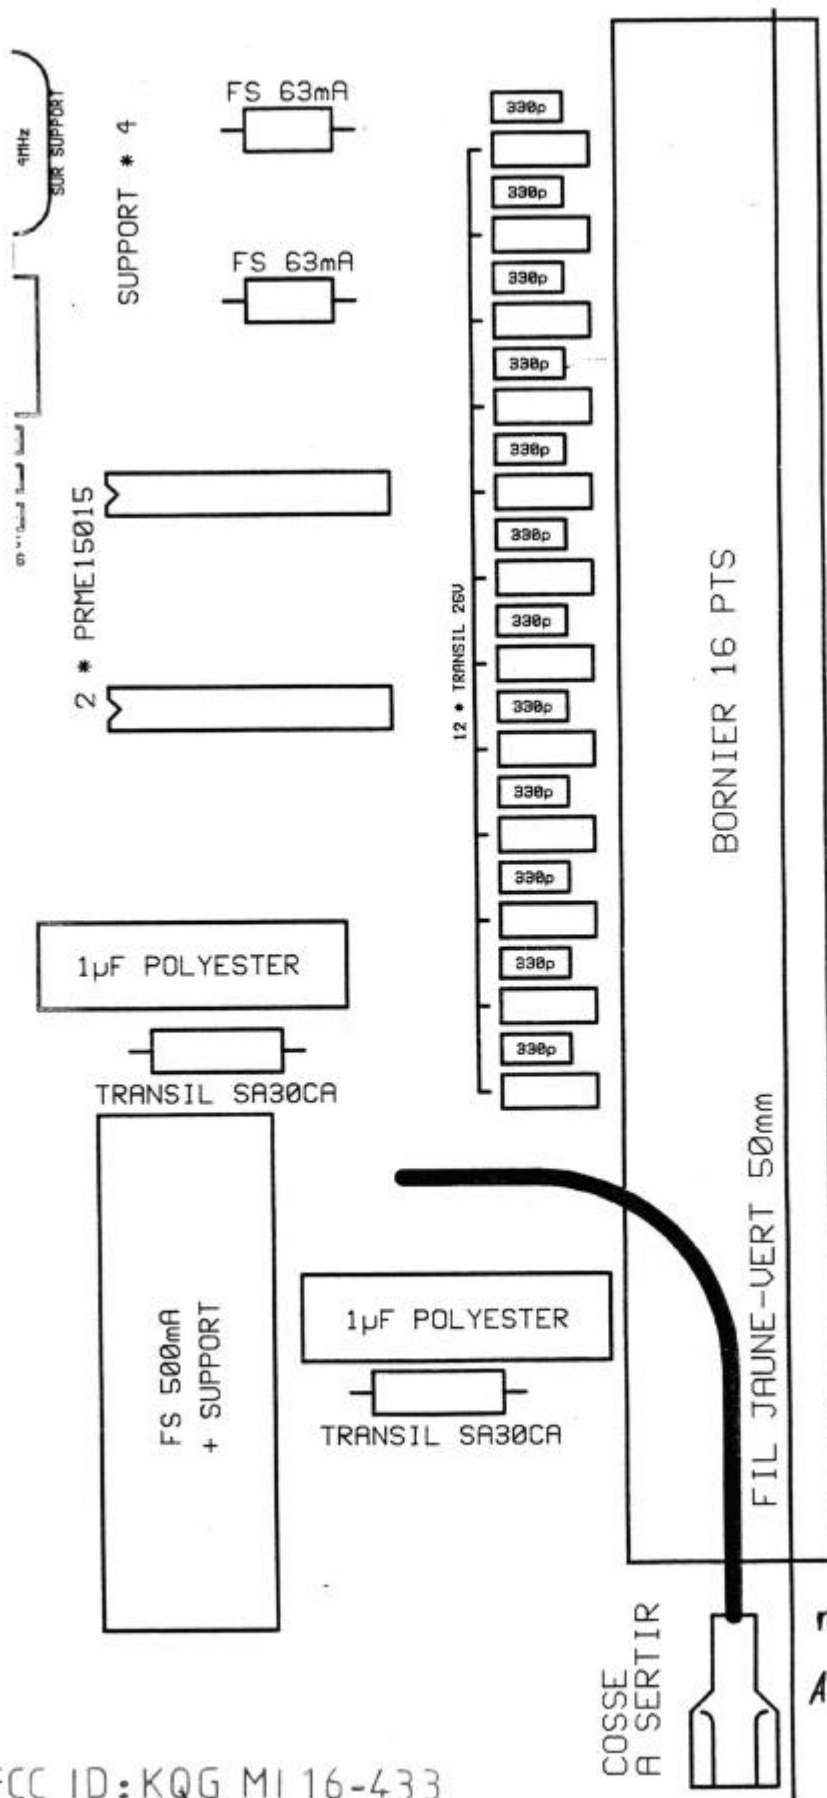 4MHz
SUR SUPPORT
SUPPORT * 4
FS 63mA
FS 63mA
2 * PRME15015
330p
330p
330p
330p
330p
330p
330p
330p
330p
330p
330p
330p
12 * TRANSIL 26V
BORNIER 16 PTS
1µF POLYESTER
TRANSIL SA30CA
FS 500mA
+ SUPPORT
1µF POLYESTER
TRANSIL SA30CA
FIL JAUNE-VERT 50mm
COSSE
A SERTIR
FCC ID: KQG MI 16-433